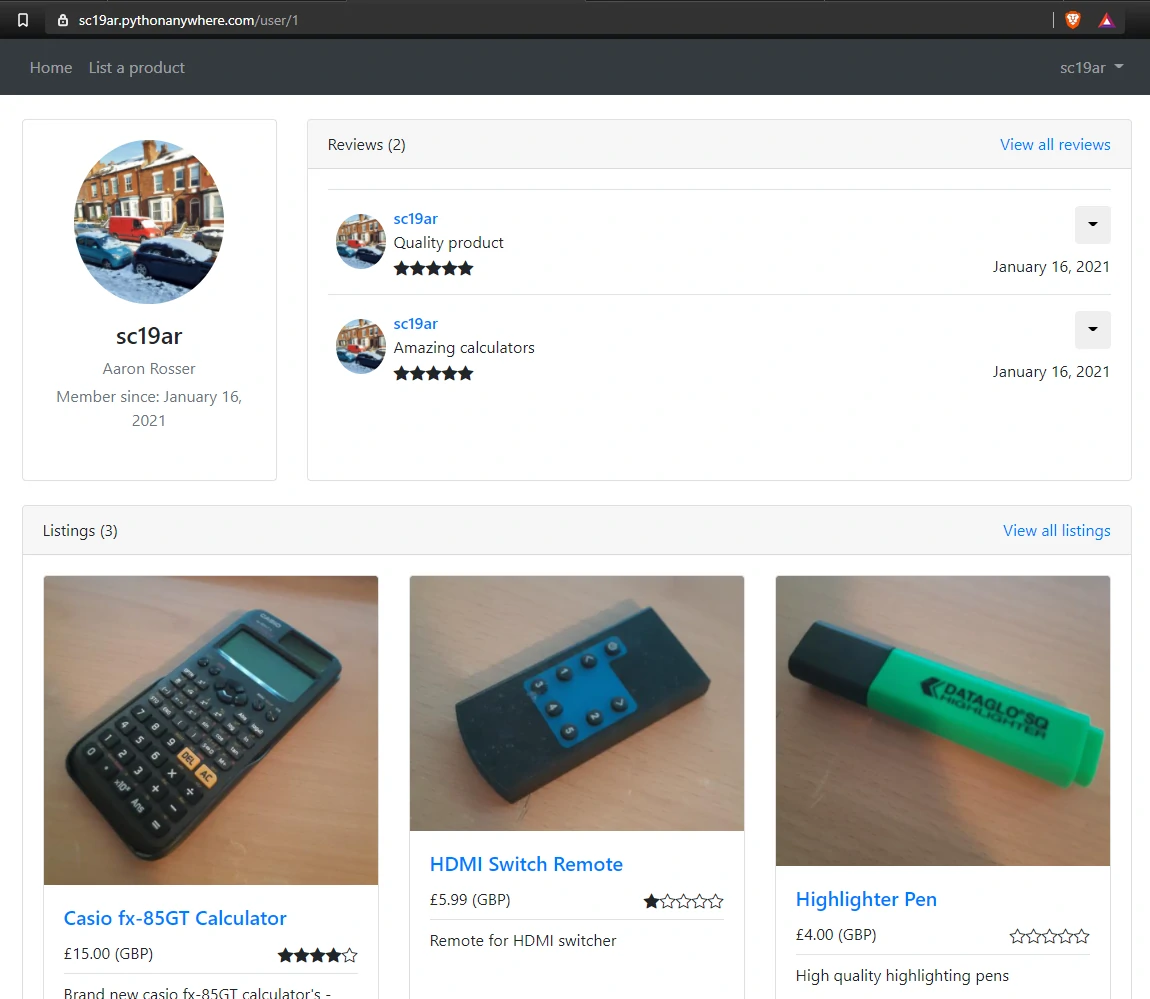 sc19ar.pythonanywhere.com/user/1
Home List a product sc19ar
Reviews (2) View all reviews
sc19ar
Quality product
January 16, 2021
sc19ar
Amazing calculators
January 16, 2021
sc19ar
Aaron Rosser
Member since: January 16,
2021
Listings (3) View all listings
CASIO
DEL
AC
Ans
DATAGLO SQ
HIGHLIGHTER
Casio fx-85GT Calculator
£15.00 (GBP)
Brand new casio fx-85GT calculator's -
HDMI Switch Remote
£5.99 (GBP)
Remote for HDMI switcher
Highlighter Pen
£4.00 (GBP)
High quality highlighting pens